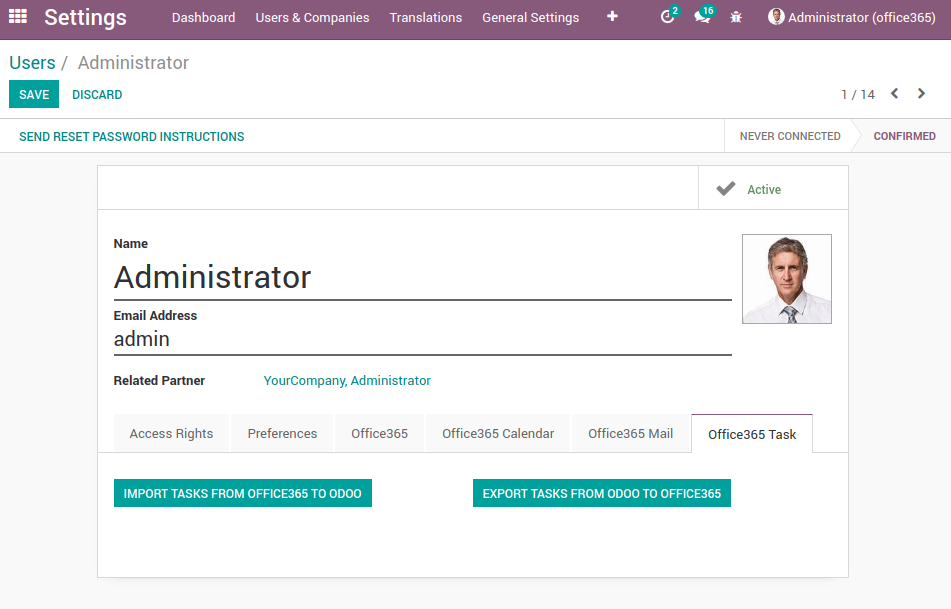 Settings Dashboard Users & Companies Translations General Settings 2 16 Administrator (office365)
Users / Administrator
SAVE DISCARD 1 / 14
SEND RESET PASSWORD INSTRUCTIONS NEVER CONNECTED CONFIRMED
Active
Name
Administrator
Email Address
admin
Related Partner YourCompany, Administrator
Access Rights Preferences Office365 Office365 Calendar Office365 Mail Office365 Task
IMPORT TASKS FROM OFFICE365 TO ODOO EXPORT TASKS FROM ODOO TO OFFICE365